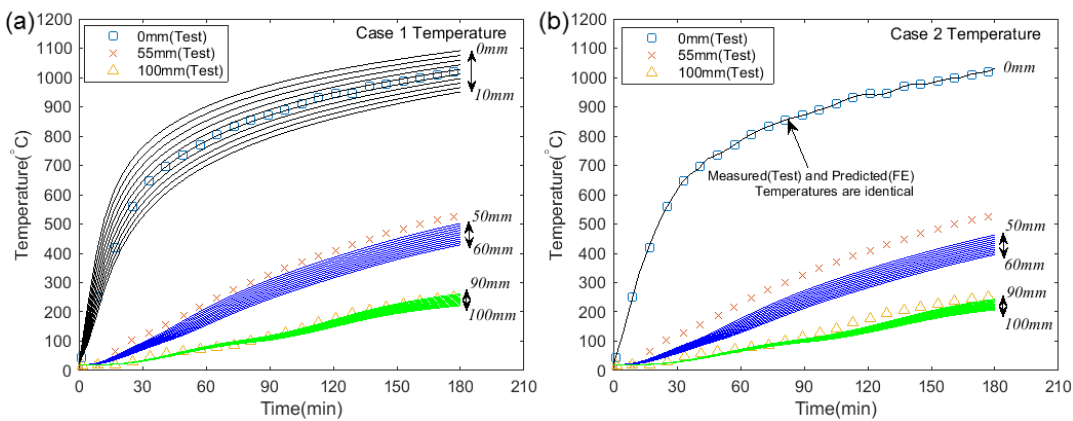 (a)
Case 1 Temperature
0mm(Test)
55mm(Test)
100mm(Test)
0mm
10mm
50mm
60mm
90mm
100mm
1200
1100
1000
900
800
700
600
500
400
300
200
100
0
Temperature(°C)
0 30 60 90 120 150 180 210
Time(min)
(b)
Case 2 Temperature
0mm(Test)
55mm(Test)
100mm(Test)
0mm
Measured(Test) and Predicted(FE)
Temperatures are identical
50mm
60mm
90mm
100mm
1200
1100
1000
900
800
700
600
500
400
300
200
100
0
Temperature(°C)
0 30 60 90 120 150 180 210
Time(min)